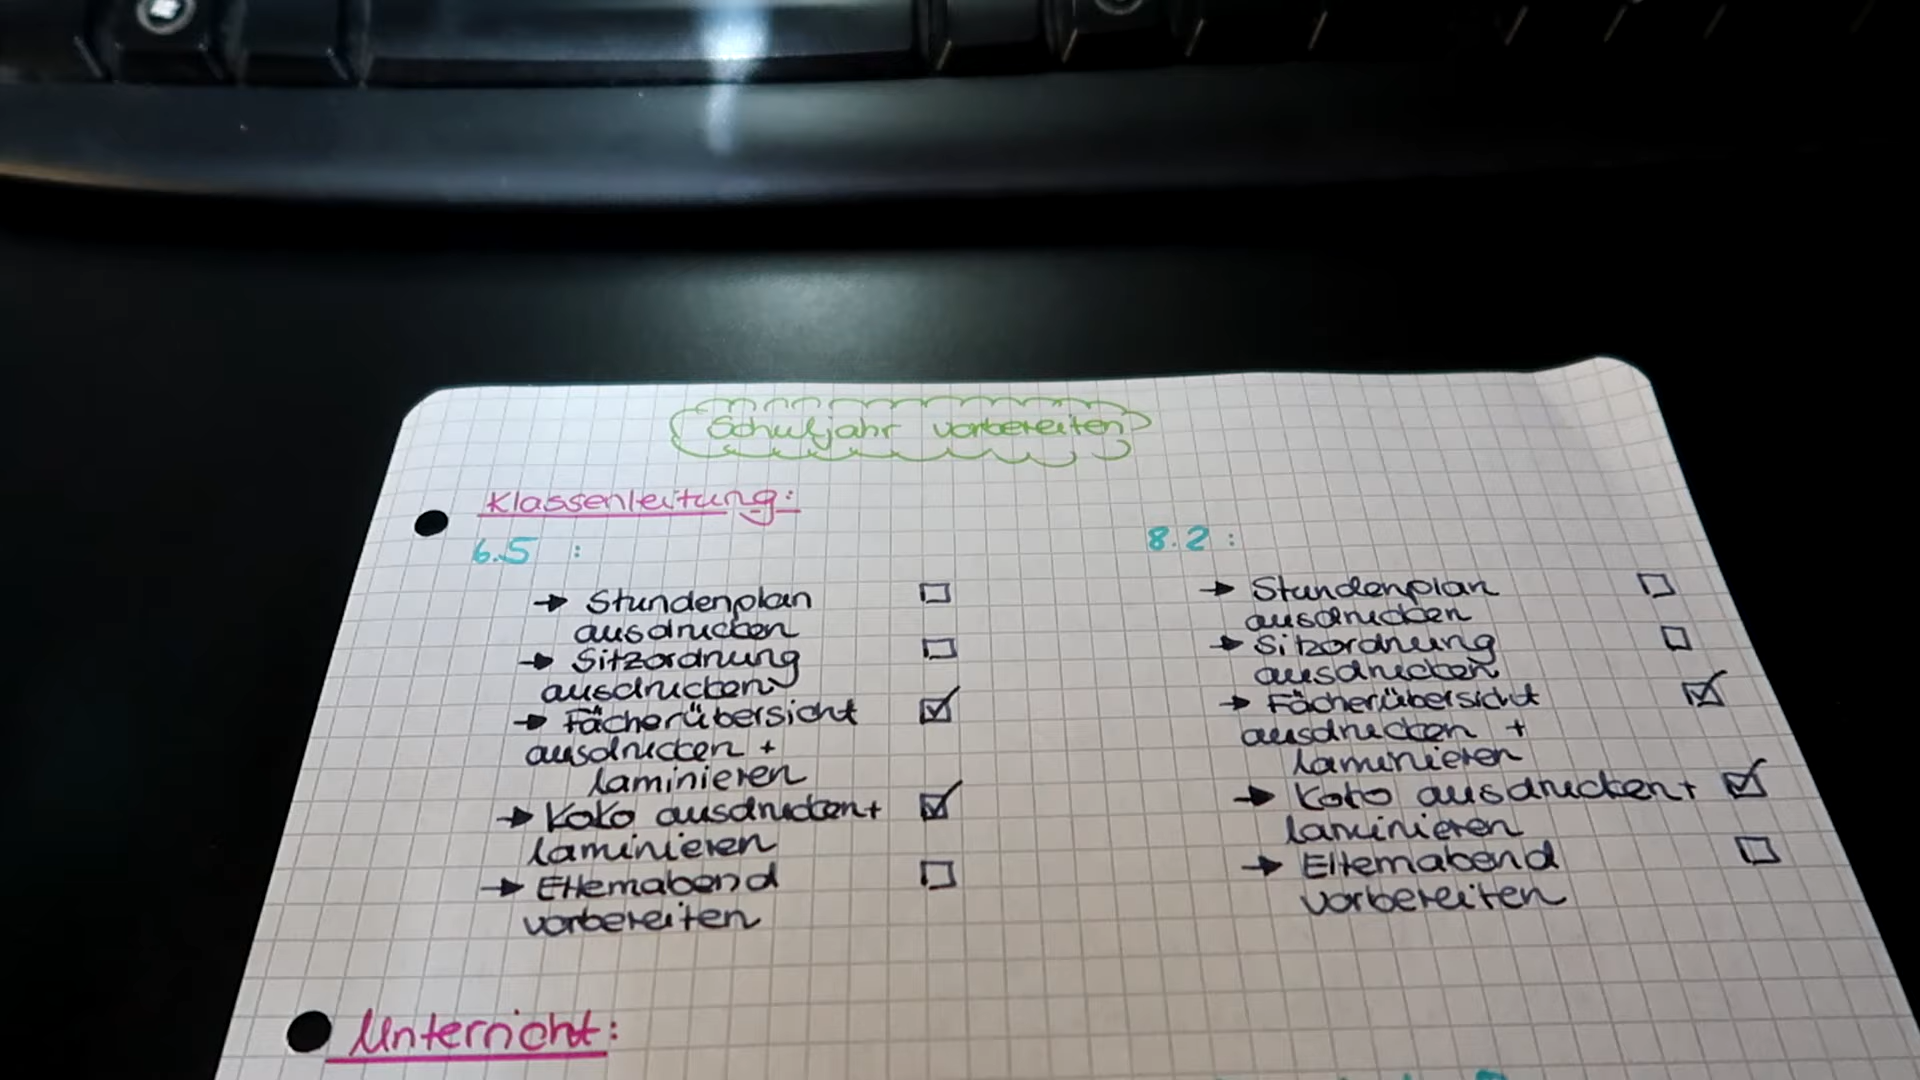 Schuljahr vorbereiten
Klassenleitung:
6.5 :
→ Stundenplan
ausdrucken
→ Sitzordnung
ausdrucken
→ Fächerübersicht
ausdrucken +
laminieren
→ Koko ausdrucken +
laminieren
→ Elternabend
vorbereiten
8.2 :
→ Stundenplan
ausdrucken
→ Sitzordnung
ausdrucken
→ Fächerübersicht
ausdrucken +
laminieren
→ Koko ausdrucken +
laminieren
→ Elternabend
vorbereiten
Unterricht: